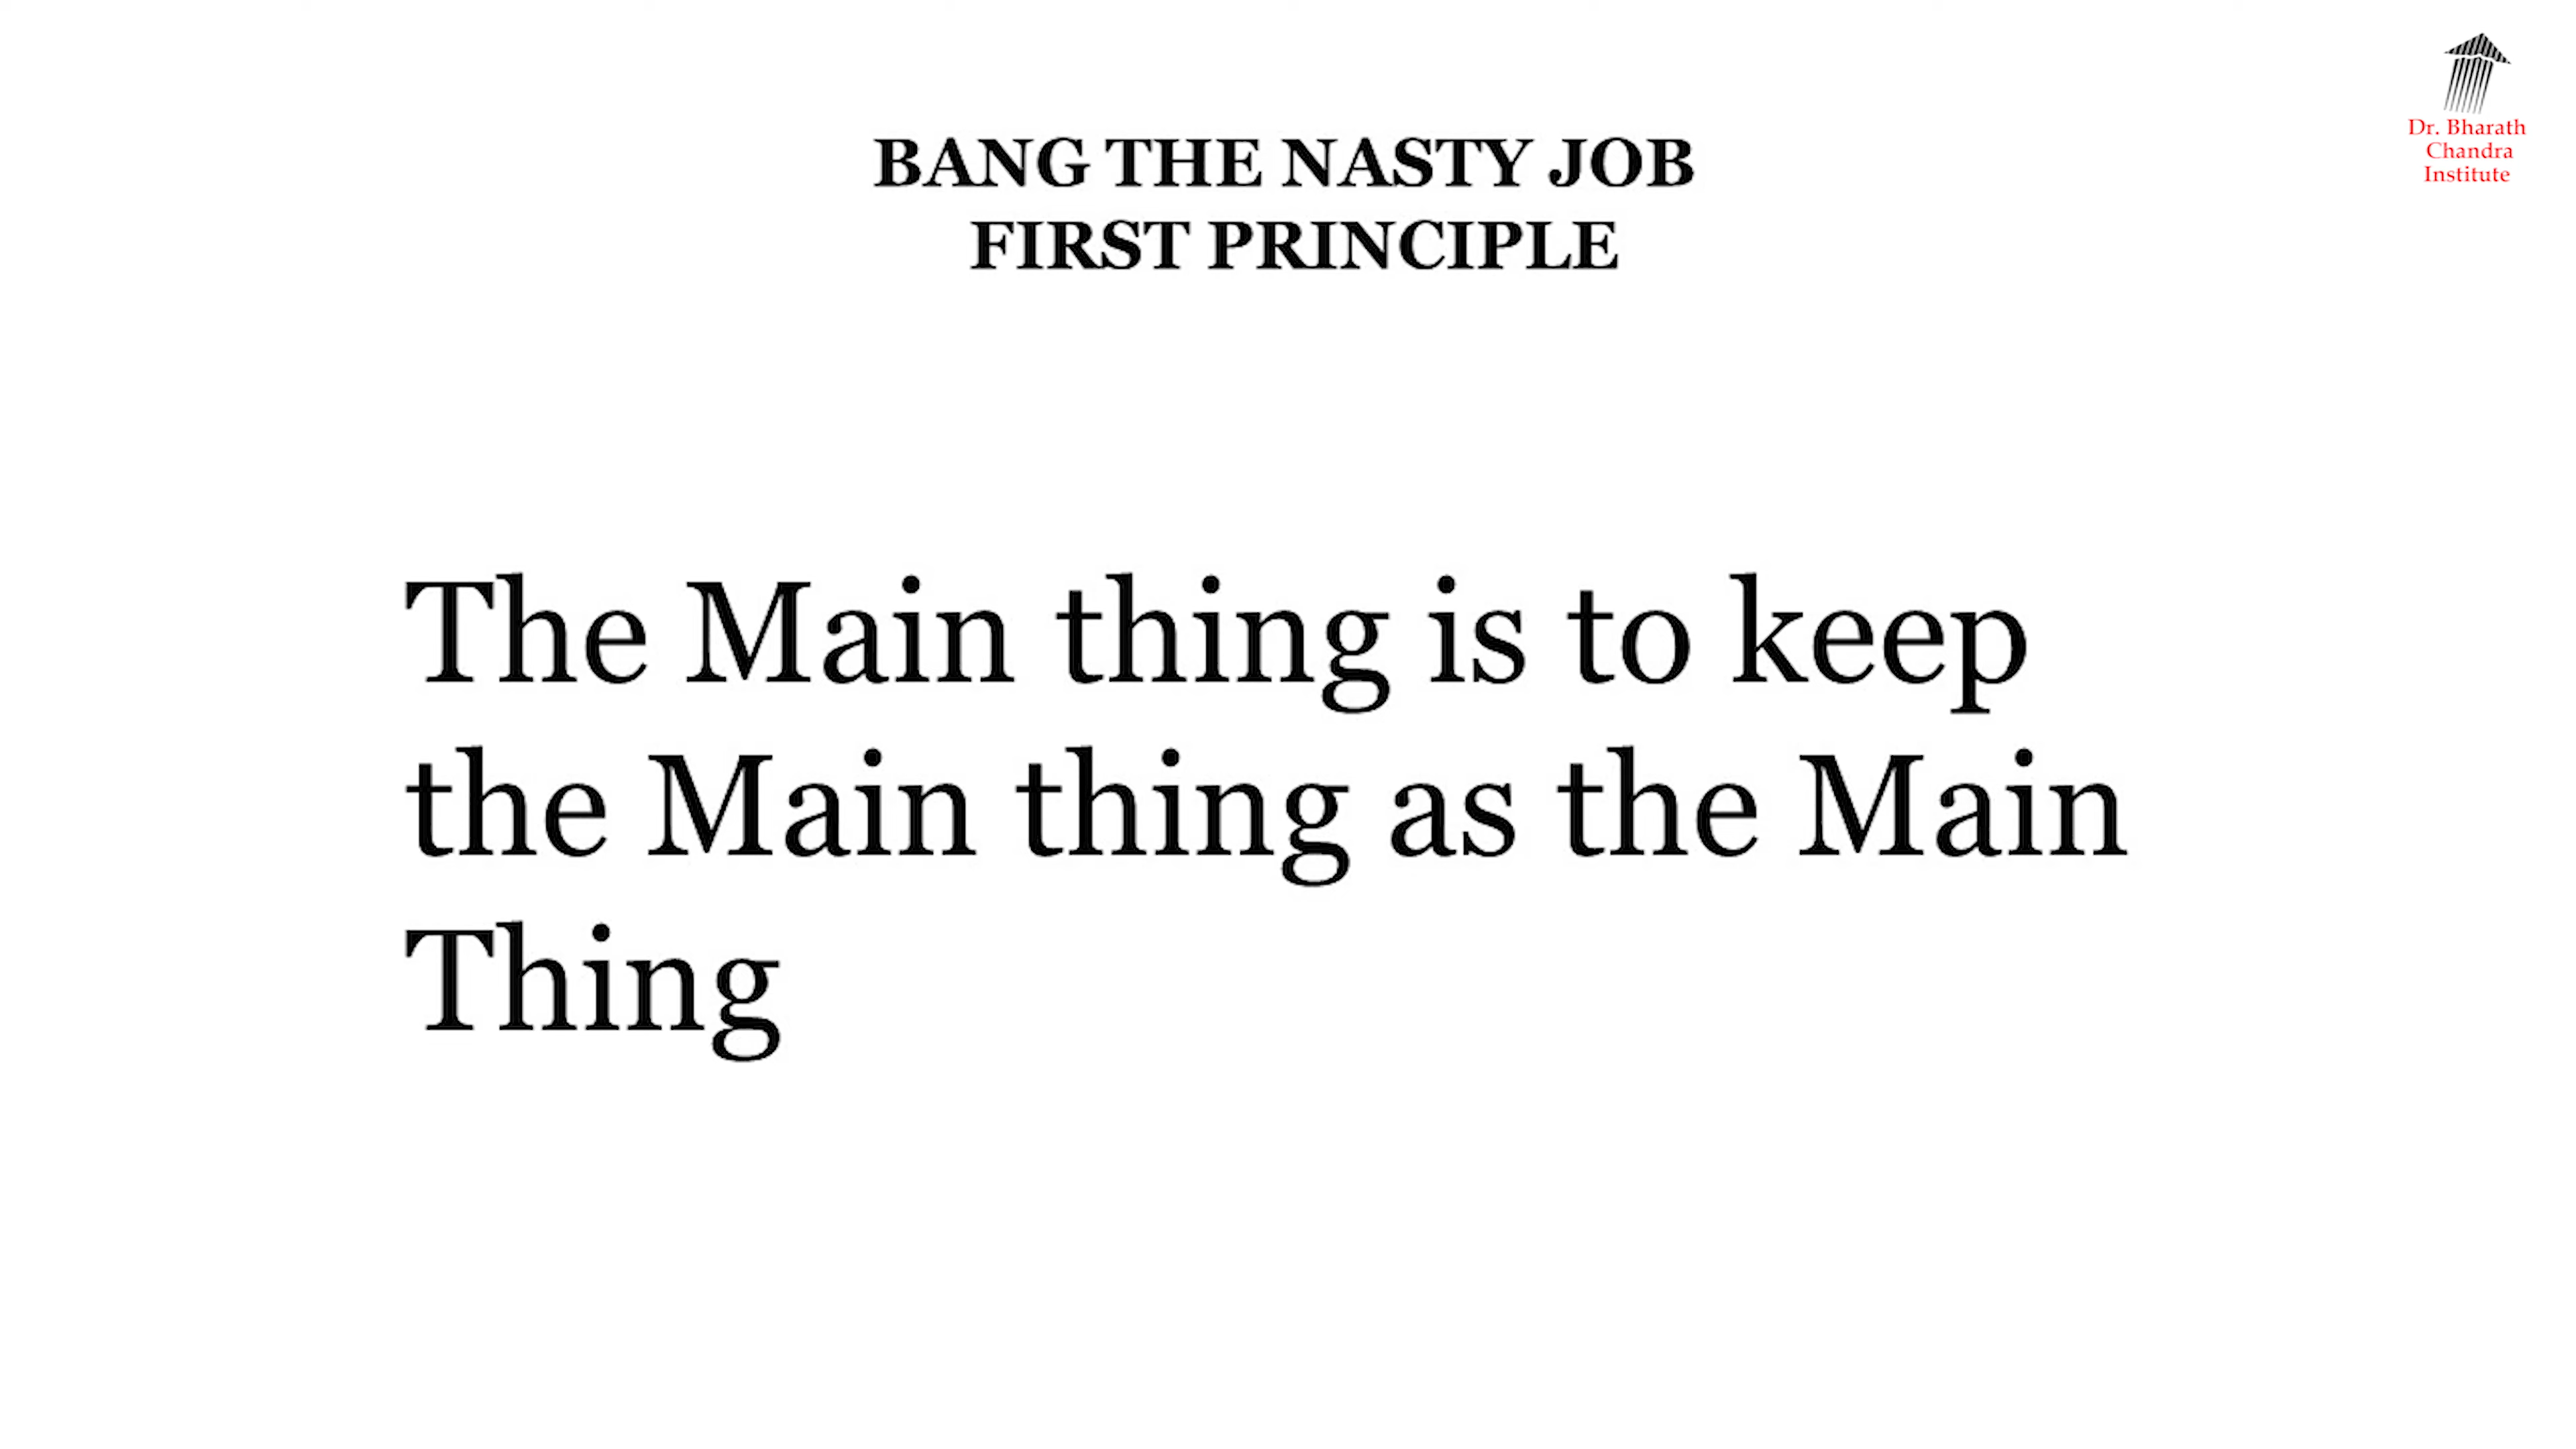 Dr. Bharath
Chandra
Institute
BANG THE NASTY JOB
FIRST PRINCIPLE
The Main thing is to keep
the Main thing as the Main
Thing